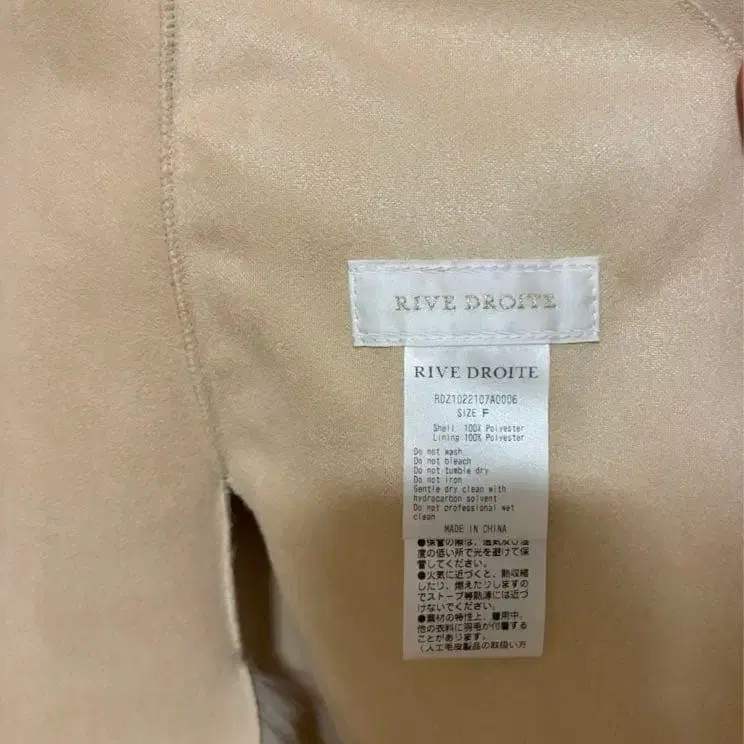 RIVE DROITE
RIVE DROITE
RDZ1022107A0006
SIZE F
Shell 100% Polyester
Lining 100% Polyester
Do not wash
Do not bleach
Do not tumble dry
Do not iron
Gentle dry clean with
hydrocarbon solvent
Do not professional wet
clean
MADE IN CHINA
●保管の際は、湿気及び湿
度の低い所で光を避けて保
管してください。
●火気に近づくと、熱収縮
したり、燃えたりしますの
でストーブ等熱源には近づ
けないでください。
●素材の特性上、着用中、
他の衣料に羽毛が付着する
ことがあります。
〈人工毛皮製品の取扱い方